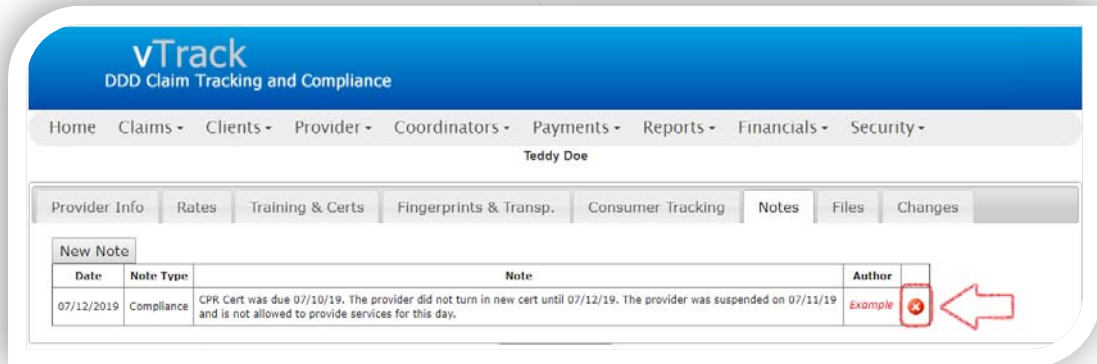 vTrack
DDD Claim Tracking and Compliance
Home Claims Clients Provider Coordinators Payments Reports Financials Security
Teddy Doe
Provider Info Rates Training & Certs Fingerprints & Transp. Consumer Tracking Notes Files Changes
New Note
Date Note Type Note Author
07/12/2019 Compliance CPR Cert was due 07/10/19. The provider did not turn in new cert until 07/12/19. The provider was suspended on 07/11/19 Example
and is not allowed to provide services for this day.